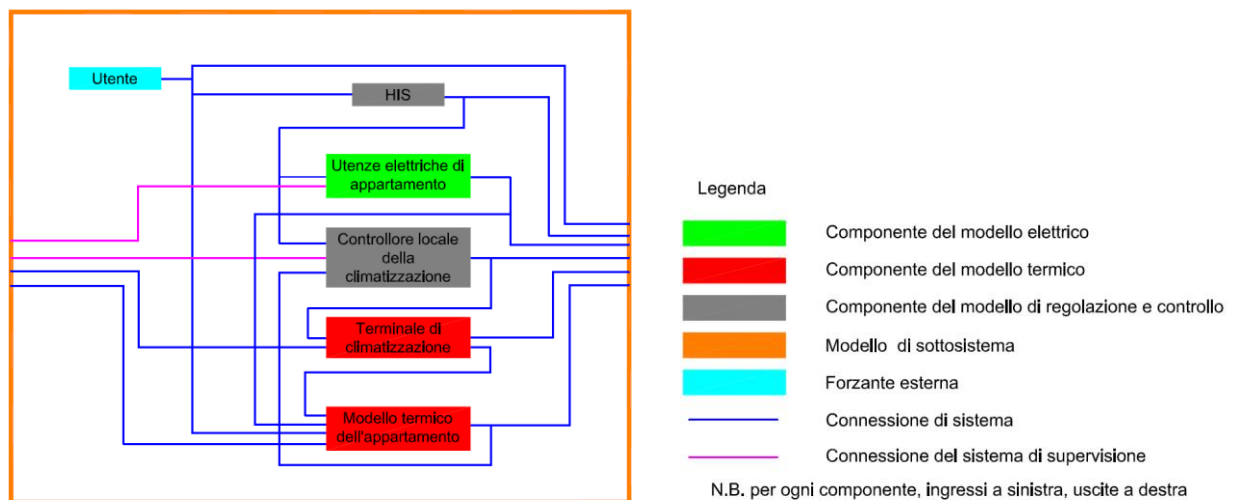 Utente
HIS
Utenze elettriche di
appartamento
Controllore locale
della
climatizzazione
Terminale di
climatizzazione
Modello termico
dell'appartamento
Legenda
Componente del modello elettrico
Componente del modello termico
Componente del modello di regolazione e controllo
Modello di sottosistema
Forzante esterna
Connessione di sistema
Connessione del sistema di supervisione
N.B. per ogni componente, ingressi a sinistra, uscite a destra